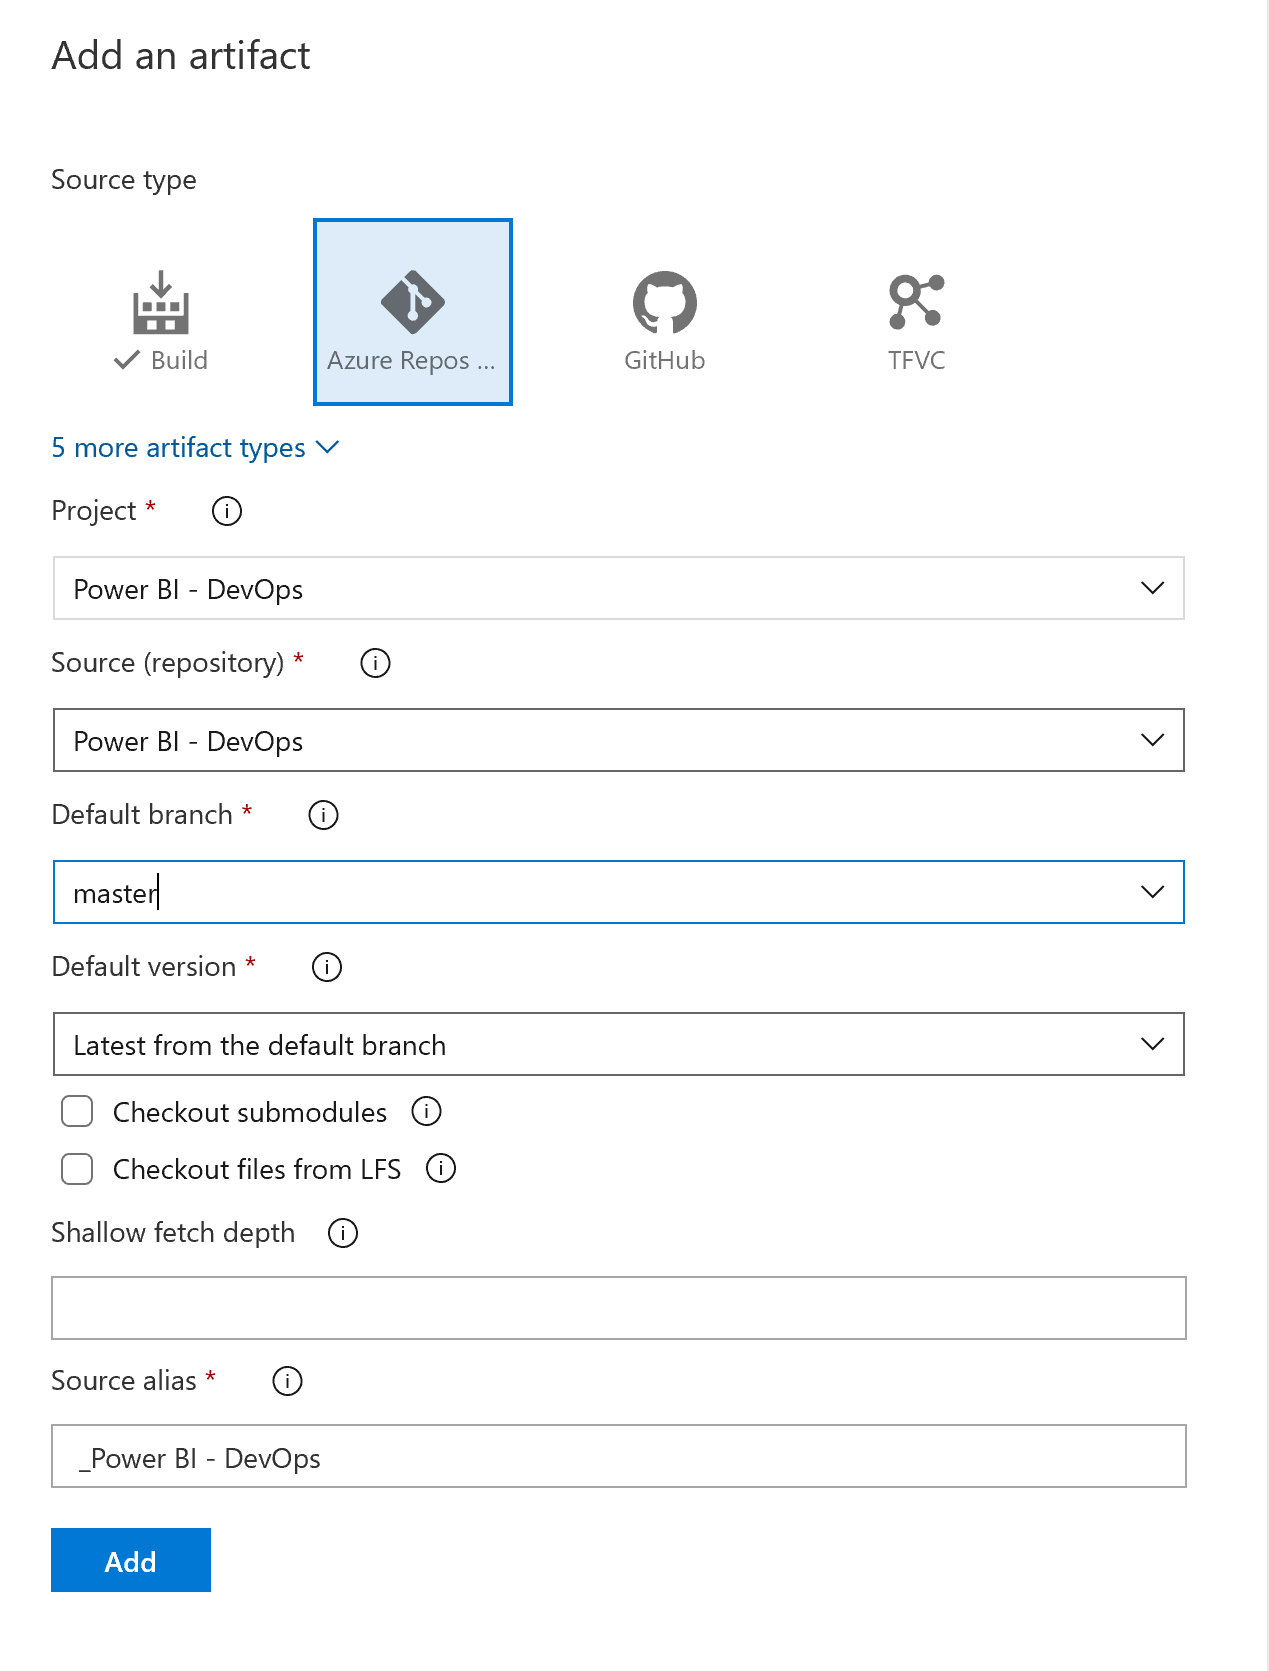 Add an artifact
Source type
Build
Azure Repos ...
GitHub
TFVC
5 more artifact types
Project *
Power BI - DevOps
Source (repository) *
Power BI - DevOps
Default branch *
master
Default version *
Latest from the default branch
Checkout submodules
Checkout files from LFS
Shallow fetch depth
Source alias *
_Power BI - DevOps
Add